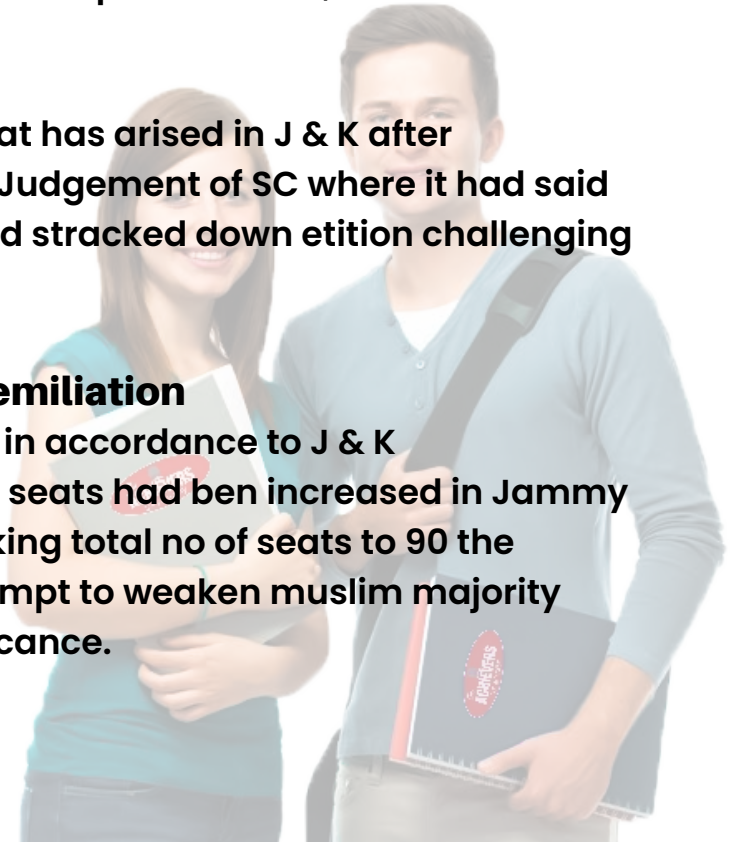 at has arised in J & K after
Judgement of SC where it had said
d stracked down etition challenging
emiliation
in accordance to J & K
seats had ben increased in Jammy
king total no of seats to 90 the
mpt to weaken muslim majority
cance.
ACHIEVERS
ACHIEVERS